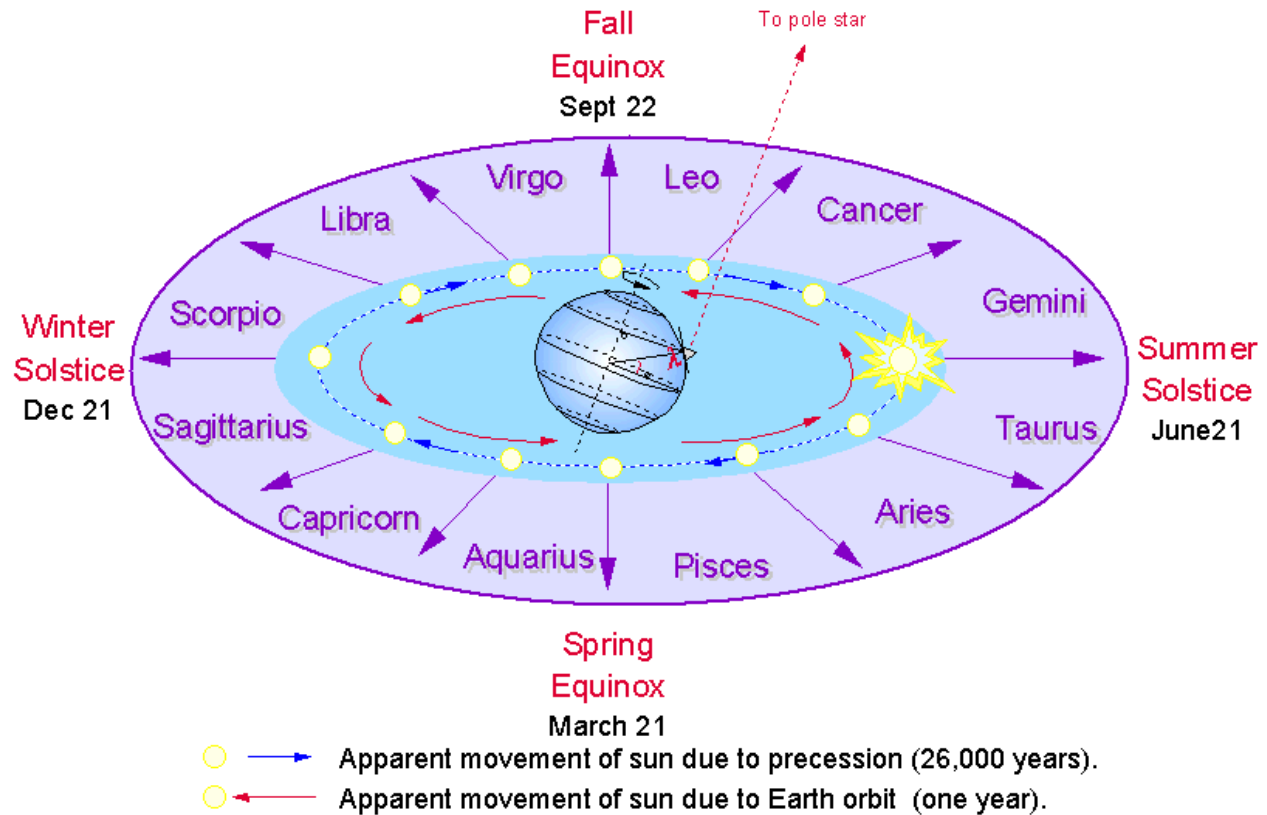 Fall
Equinox
Sept 22
To pole star
Virgo
Leo
Libra
Cancer
Scorpio
Gemini
Winter
Solstice
Dec 21
Summer
Solstice
June21
Sagittarius
Taurus
Capricorn
Aries
Aquarius
Pisces
Spring
Equinox
March 21
Apparent movement of sun due to precession (26,000 years).
Apparent movement of sun due to Earth orbit (one year).